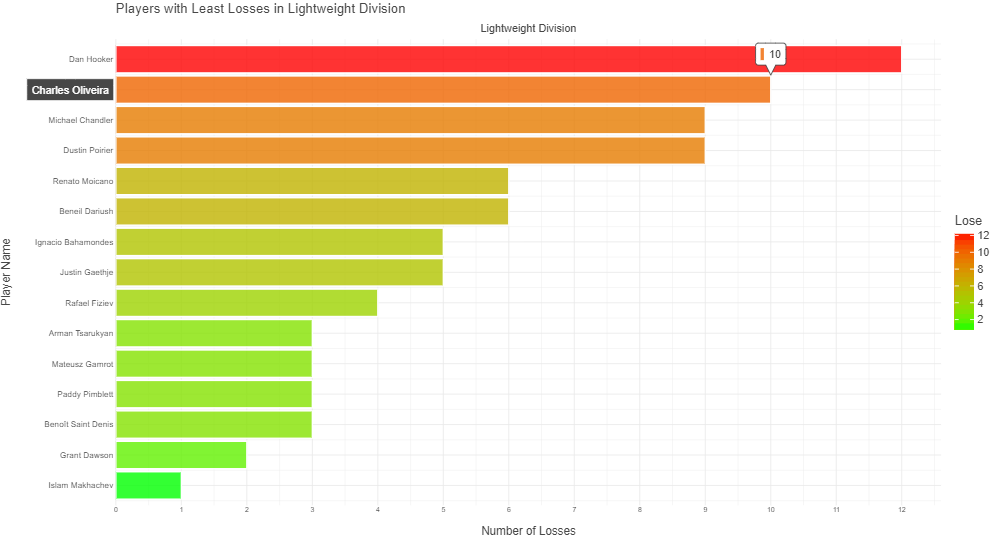 Players with Least Losses in Lightweight Division
Lightweight Division
10
Dan Hooker
Charles Oliveira
Michael Chandler
Dustin Poirier
Renato Moicano
Beneil Dariush
Ignacio Bahamondes
Justin Gaethje
Rafael Fiziev
Arman Tsarukyan
Mateusz Gamrot
Paddy Pimblett
Benoît Saint Denis
Grant Dawson
Islam Makhachev
Player Name
0 1 2 3 4 5 6 7 8 9 10 11 12
Number of Losses
Lose
12
10
8
6
4
2